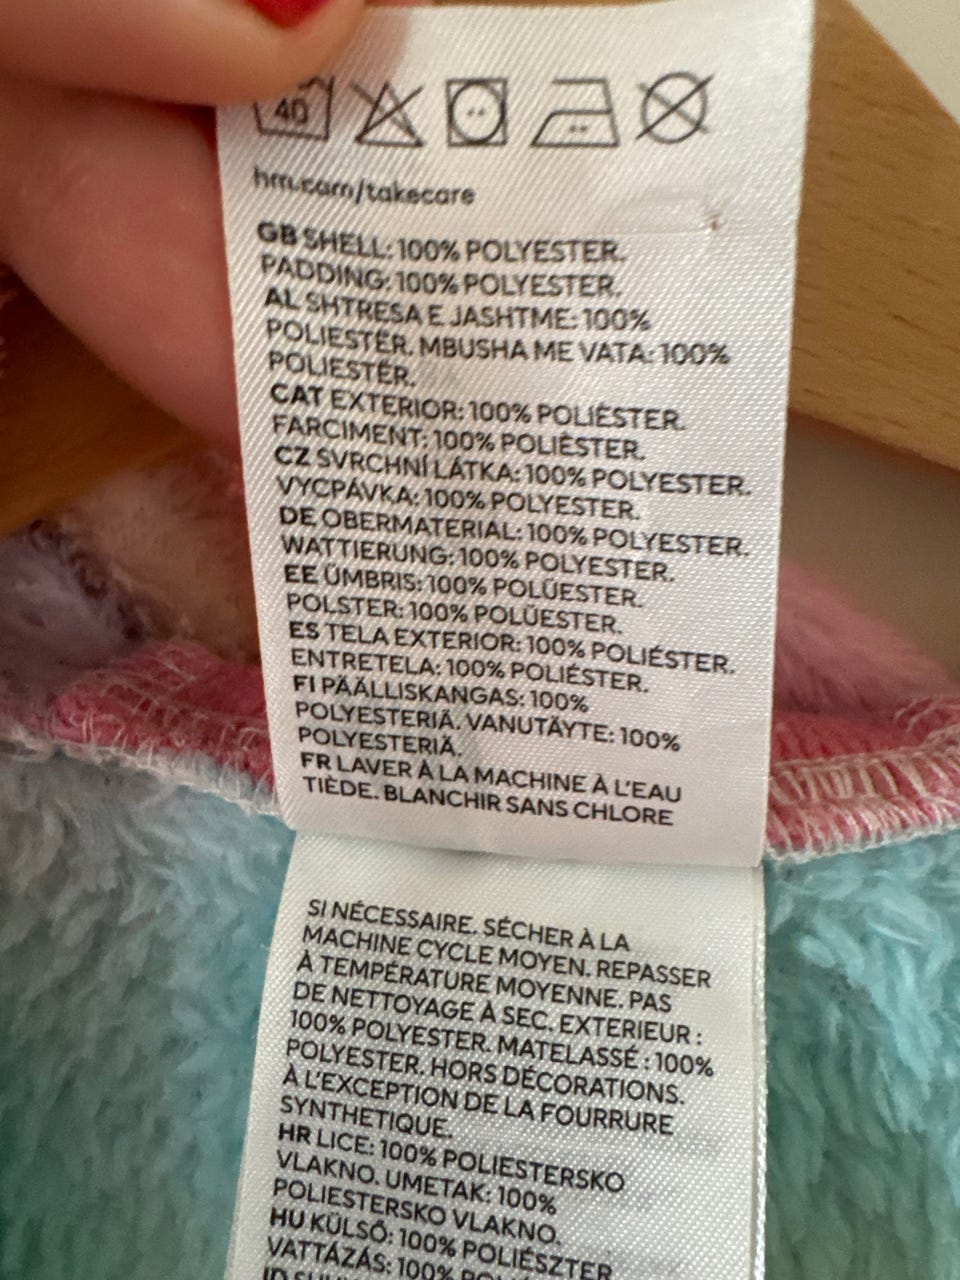 40
hm.com/takecare
GB SHELL: 100% POLYESTER.
PADDING: 100% POLYESTER.
AL SHTRESA E JASHTME: 100%
POLIESTËR. MBUSHA ME VATA: 100%
POLIESTËR.
CAT EXTERIOR: 100% POLIÈSTER.
FARCIMENT: 100% POLIÈSTER.
CZ SVRCHNÍ LÁTKA: 100% POLYESTER.
VYCPÁVKA: 100% POLYESTER.
DE OBERMATERIAL: 100% POLYESTER.
WATTIERUNG: 100% POLYESTER.
EE ÜMBRIS: 100% POLÜESTER.
POLSTER: 100% POLÜESTER.
ES TELA EXTERIOR: 100% POLIÉSTER.
ENTRETELA: 100% POLIÉSTER.
FI PÄÄLLISKANGAS: 100%
POLYESTERIÄ. VANUTÄYTE: 100%
POLYESTERIÄ.
FR LAVER À LA MACHINE À L'EAU
TIÈDE. BLANCHIR SANS CHLORE
SI NÉCESSAIRE. SÉCHER À LA
MACHINE CYCLE MOYEN. REPASSER
À TEMPÉRATURE MOYENNE. PAS
DE NETTOYAGE À SEC. EXTERIEUR :
100% POLYESTER. MATELASSÉ : 100%
POLYESTER. HORS DÉCORATIONS.
À L'EXCEPTION DE LA FOURRURE
SYNTHETIQUE.
HR LICE: 100% POLIESTERSKO
VLAKNO. UMETAK: 100%
POLIESTERSKO VLAKNO.
HU KÜLSŐ: 100% POLIÉSZTER
VATTÁZÁS: 100%
ID